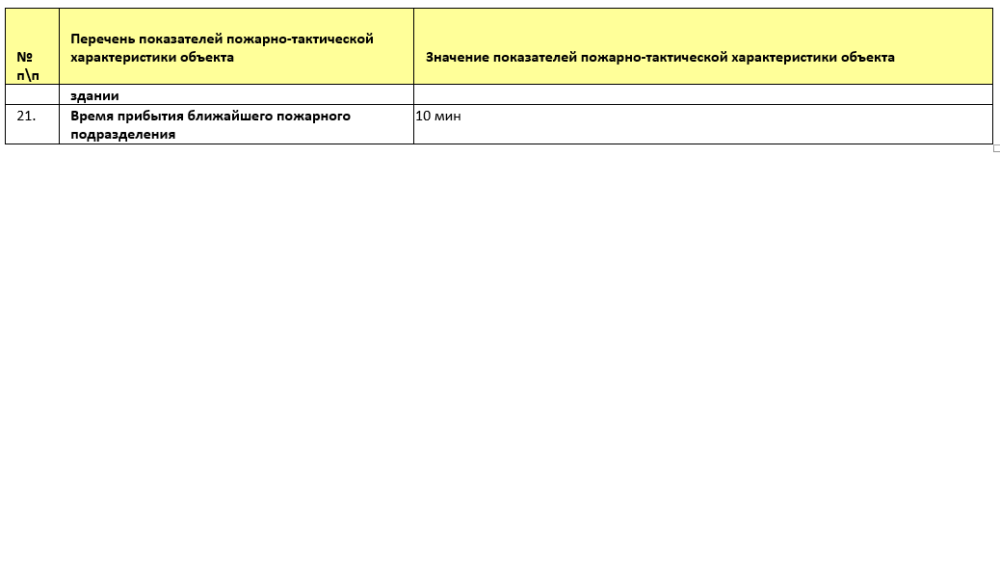 №
п\п
Перечень показателей пожарно-тактической
характеристики объекта
Значение показателей пожарно-тактической характеристики объекта
здании
21.
Время прибытия ближайшего пожарного
подразделения
10 мин